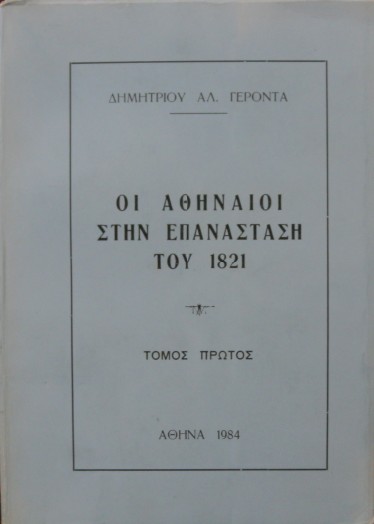 ΔΗΜΗΤΡΙΟΥ ΑΛ. ΓΕΡΟΝΤΑ
ΟΙ ΑΘΗΝΑΙΟΙ
ΣΤΗΝ ΕΠΑΝΑΣΤΑΣΗ
ΤΟΥ 1821
ΤΟΜΟΣ ΠΡΩΤΟΣ
ΑΘΗΝΑ 1984